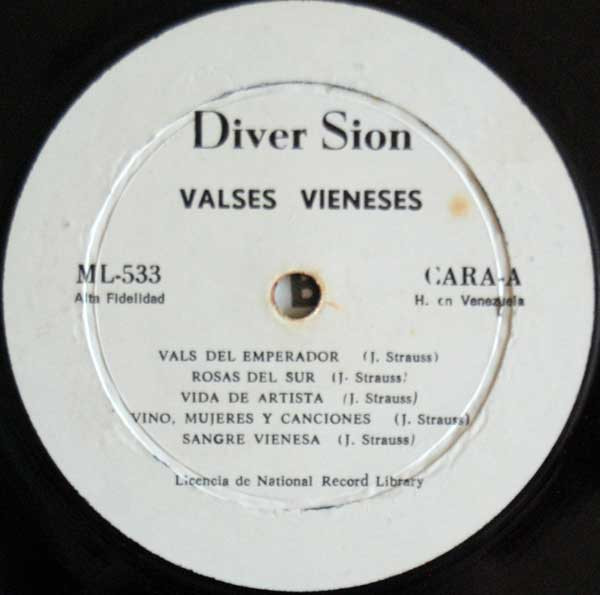 Diver Sion
VALSES VIENESES
ML-533
Alta Fidelidad
CARA-A
H. en Venezuela
B
VALS DEL EMPERADOR (J. Strauss)
ROSAS DEL SUR (J. Strauss)
VIDA DE ARTISTA (J. Strauss)
VINO, MUJERES Y CANCIONES (J. Strauss)
SANGRE VIENESA (J. Strauss)
Licencia de National Record Library